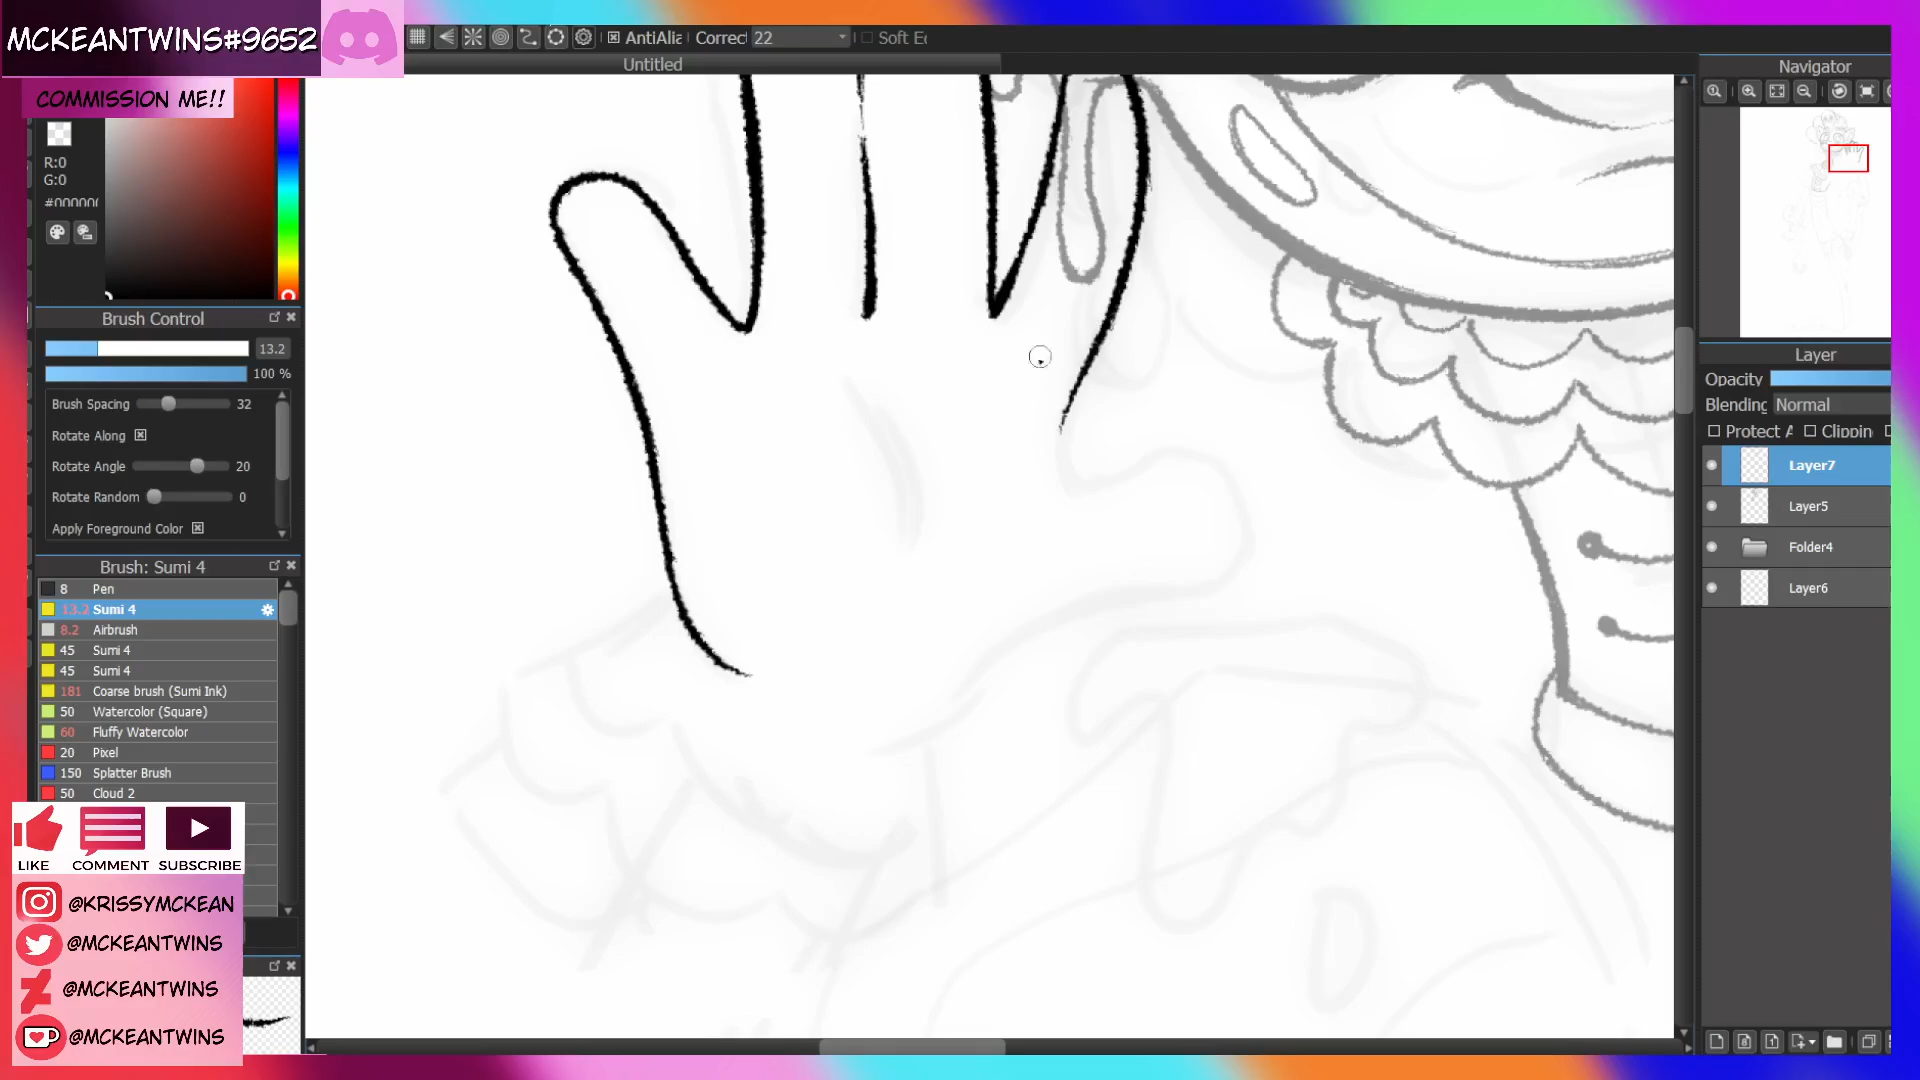 MCKEANTWINS#9652
COMMISSION ME!!
AntiAlia
Correct
22
Soft Ed
Untitled
Navigator
R:0
G:0
#000000
Brush Control
13.2
100 %
Brush Spacing
32
Rotate Along
Rotate Angle
20
Rotate Random
0
Apply Foreground Color
Brush: Sumi 4
8 Pen
13.2 Sumi 4
8.2 Airbrush
45 Sumi 4
45 Sumi 4
181 Coarse brush (Sumi Ink)
50 Watercolor (Square)
60 Fluffy Watercolor
20 Pixel
150 Splatter Brush
50 Cloud 2
LIKE COMMENT SUBSCRIBE
@KRISSYMCKEAN
@MCKEANTWINS
@MCKEANTWINS
@MCKEANTWINS
Layer
Opacity
Blending
Normal
Protect A
Clipping
Layer7
Layer5
Folder4
Layer6